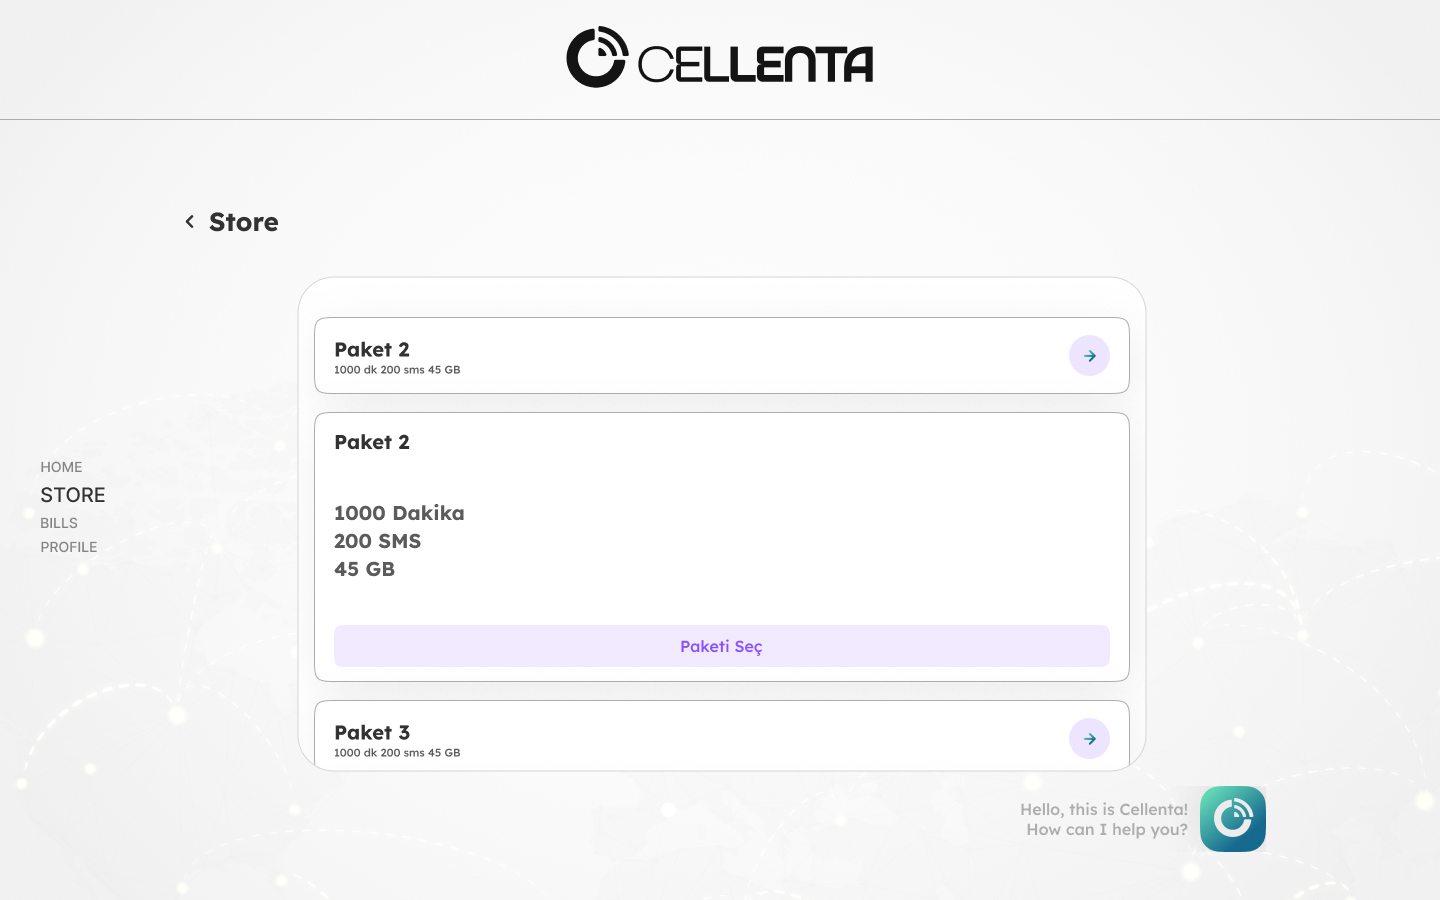 CELLENTA
Store
Paket 2
1000 dk 200 sms 45 GB
Paket 2
1000 Dakika
200 SMS
45 GB
Paketi Seç
Paket 3
1000 dk 200 sms 45 GB
HOME
STORE
BILLS
PROFILE
Hello, this is Cellenta!
How can I help you?